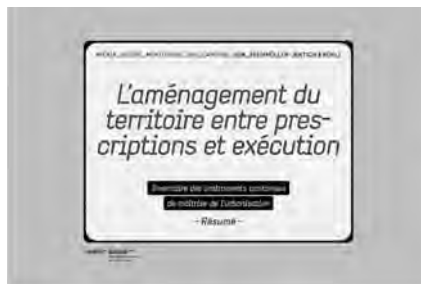 L'aménagement du
territoire entre pres-
criptions et exécution
Inventaire des instruments cantonaux
de maîtrise de l'urbanisation
– Résumé –